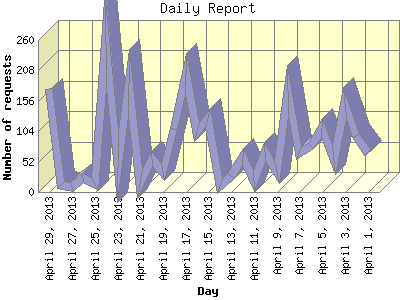 Daily Report
Number of requests
260
208
156
104
52
0
April 29, 2013
April 27, 2013
April 25, 2013
April 23, 2013
April 21, 2013
April 19, 2013
April 17, 2013
April 15, 2013
April 13, 2013
April 11, 2013
April 9, 2013
April 7, 2013
April 5, 2013
April 3, 2013
April 1, 2013
Day